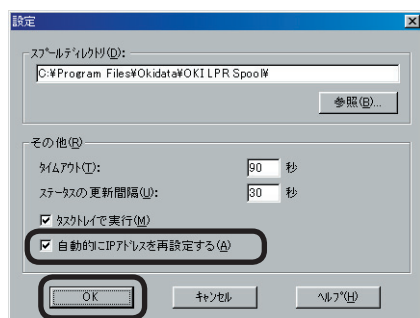 設定
スプールディレクトリ(D):
C:¥Program Files¥Okidata¥OKI LPR Spool¥
参照(B)...
その他(R)
タイムアウト(T): 90 秒
ステータスの更新間隔(U): 30 秒
タスクトレイで実行(M)
自動的にIPアドレスを再設定する(A)
OK キャンセル ヘルプ(H)